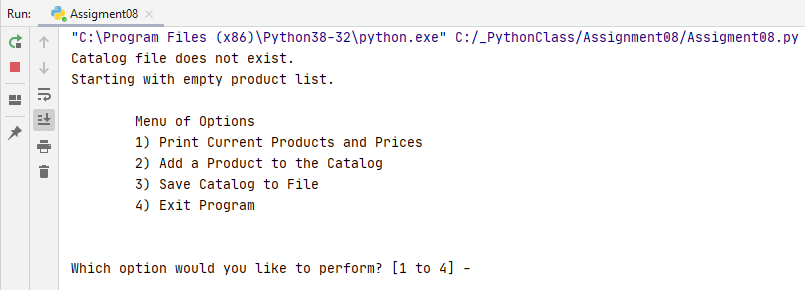 Run: Assigment08
"C:\Program Files (x86)\Python38-32\python.exe" C:/_PythonClass/Assignment08/Assigment08.py
Catalog file does not exist.
Starting with empty product list.
Menu of Options
1) Print Current Products and Prices
2) Add a Product to the Catalog
3) Save Catalog to File
4) Exit Program
Which option would you like to perform? [1 to 4] -